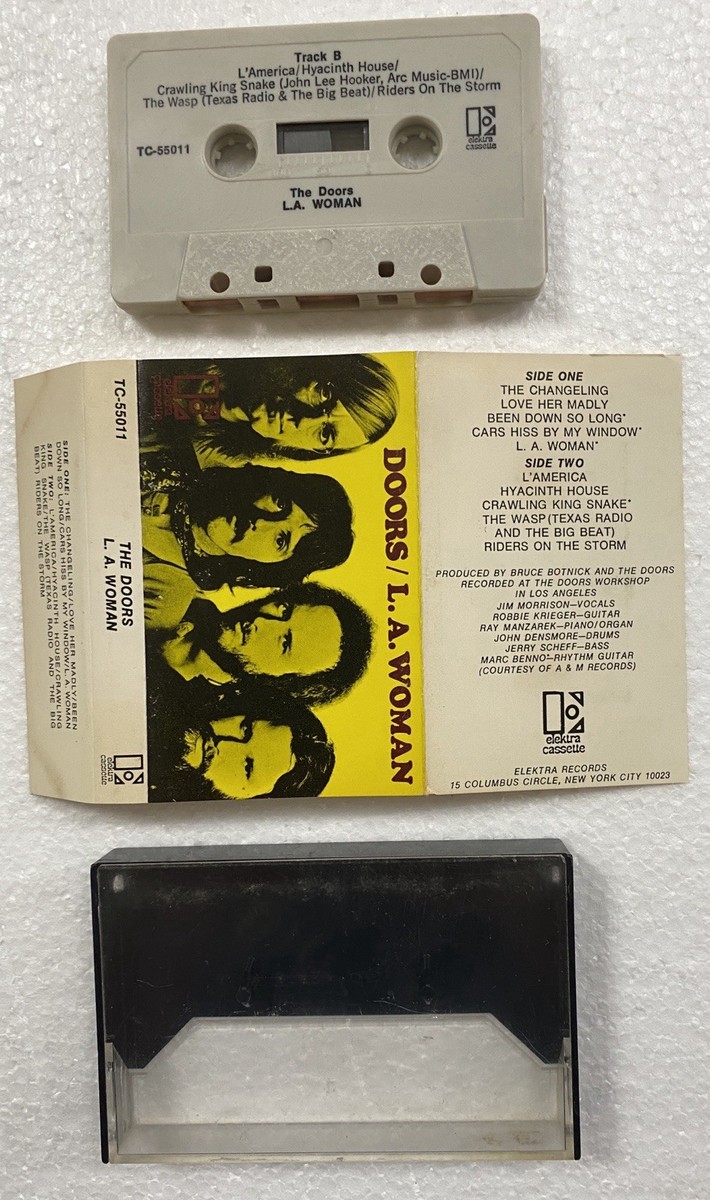 Track B
L'America/Hyacinth House/
Crawling King Snake (John Lee Hooker, Arc Music-BMI)/
The Wasp (Texas Radio & The Big Beat)/Riders On The Storm
TC-55011
elektra
cassette
The Doors
L.A. WOMAN
SIDE ONE: THE CHANGELING/LOVE HER MADLY/BEEN
DOWN SO LONG/CARS HISS BY MY WINDOW/L.A. WOMAN
SIDE TWO: L'AMERICA/HYACINTH HOUSE/CRAWLING
KING SNAKE/THE WASP (TEXAS RADIO AND THE BIG
BEAT) RIDERS ON THE STORM
TC-55011
THE DOORS
L. A. WOMAN
elektra
cassette
elektra
cassette
DOORS / L. A. WOMAN
SIDE ONE
THE CHANGELING
LOVE HER MADLY
BEEN DOWN SO LONG*
CARS HISS BY MY WINDOW*
L. A. WOMAN*
SIDE TWO
L'AMERICA
HYACINTH HOUSE
CRAWLING KING SNAKE*
THE WASP (TEXAS RADIO
AND THE BIG BEAT)
RIDERS ON THE STORM
PRODUCED BY BRUCE BOTNICK AND THE DOORS
RECORDED AT THE DOORS WORKSHOP
IN LOS ANGELES
JIM MORRISON—VOCALS
ROBBIE KRIEGER—GUITAR
RAY MANZAREK—PIANO/ORGAN
JOHN DENSMORE—DRUMS
JERRY SCHEFF—BASS
MARC BENNO*—RHYTHM GUITAR
(COURTESY OF A & M RECORDS)
elektra
cassette
ELEKTRA RECORDS
15 COLUMBUS CIRCLE, NEW YORK CITY 10023